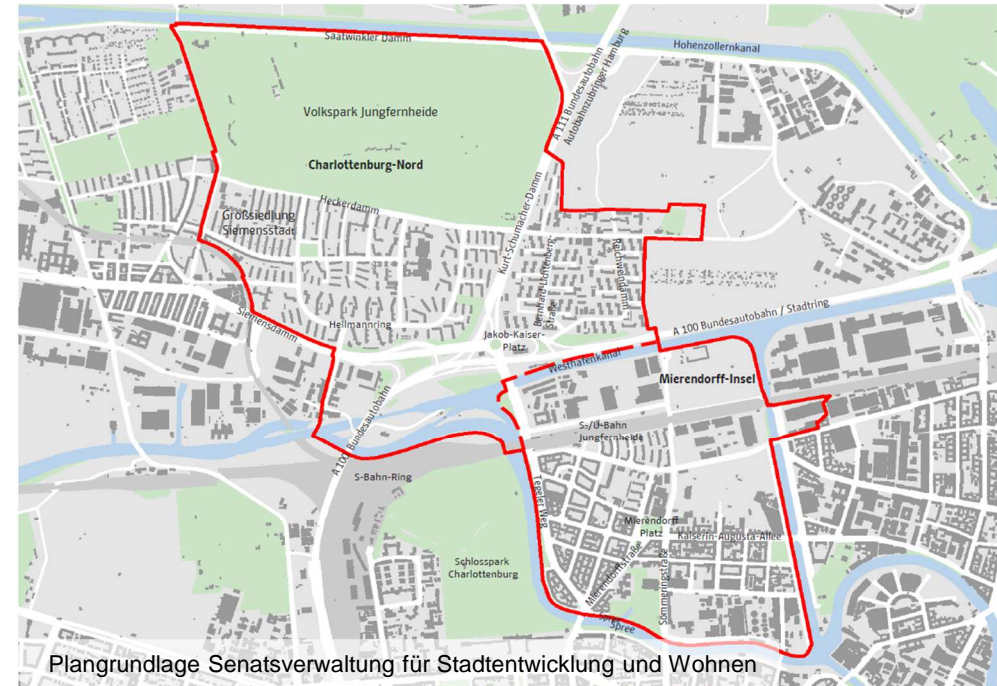 Saatwinkler Damm
Hohenzollernkanal
A 111 Bundesautobahn
Autobahnzubringer Hamburg
Volkspark Jungfernheide
Charlottenburg-Nord
Heckerdamm
Großsiedlung
Siemensstadt
Kurt-Schumacher-Damm
Bernhard-Lichtenberg-
Straße
Reichweindamm
Siemensdamm
Hellmannring
Jakob-Kaiser-
Platz
A 100 Bundesautobahn / Stadtring
Westhafenkanal
Mierendorff-Insel
A 100 Bundesautobahn
S-/U-Bahn
Jungfernheide
S-Bahn-Ring
Tegeler Weg
Mierendorff
Platz
Kaiserin-Augusta-Allee
Schlosspark
Charlottenburg
Mierendorffstraße
Sömmeringstraße
Spree
Spree
Plangrundlage Senatsverwaltung für Stadtentwicklung und Wohnen